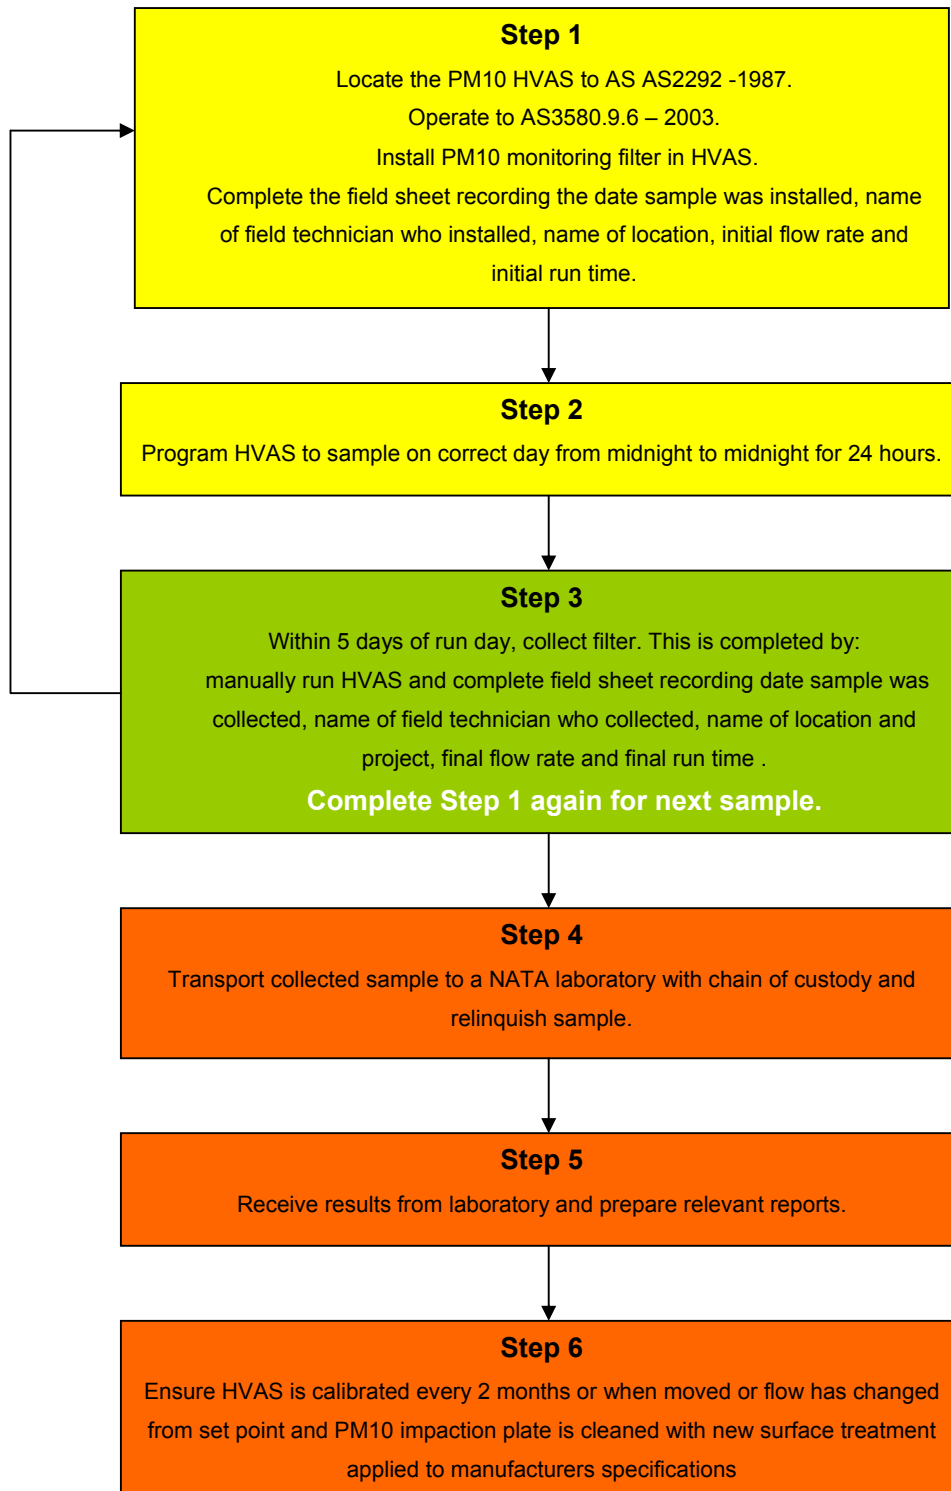 Step 1
Locate the PM10 HVAS to AS AS2292 -1987.
Operate to AS3580.9.6 – 2003.
Install PM10 monitoring filter in HVAS.
Complete the field sheet recording the date sample was installed, name
of field technician who installed, name of location, initial flow rate and
initial run time.
Step 2
Program HVAS to sample on correct day from midnight to midnight for 24 hours.
Step 3
Within 5 days of run day, collect filter. This is completed by:
manually run HVAS and complete field sheet recording date sample was
collected, name of field technician who collected, name of location and
project, final flow rate and final run time .
Complete Step 1 again for next sample.
Step 4
Transport collected sample to a NATA laboratory with chain of custody and
relinquish sample.
Step 5
Receive results from laboratory and prepare relevant reports.
Step 6
Ensure HVAS is calibrated every 2 months or when moved or flow has changed
from set point and PM10 impaction plate is cleaned with new surface treatment
applied to manufacturers specifications